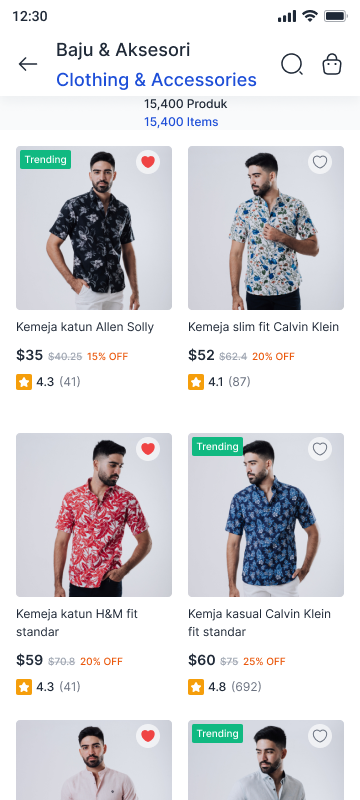 12:30
Baju & Aksesori
Clothing & Accessories
15,400 Produk
15,400 Items
Trending
Kemeja katun Allen Solly
$35 $40.25 15% OFF
4.3 (41)
Kemeja slim fit Calvin Klein
$52 $62.4 20% OFF
4.1 (87)
Kemeja katun H&M fit
standar
$59 $70.8 20% OFF
4.3 (41)
Trending
Kemja kasual Calvin Klein
fit standar
$60 $75 25% OFF
4.8 (692)
Trending